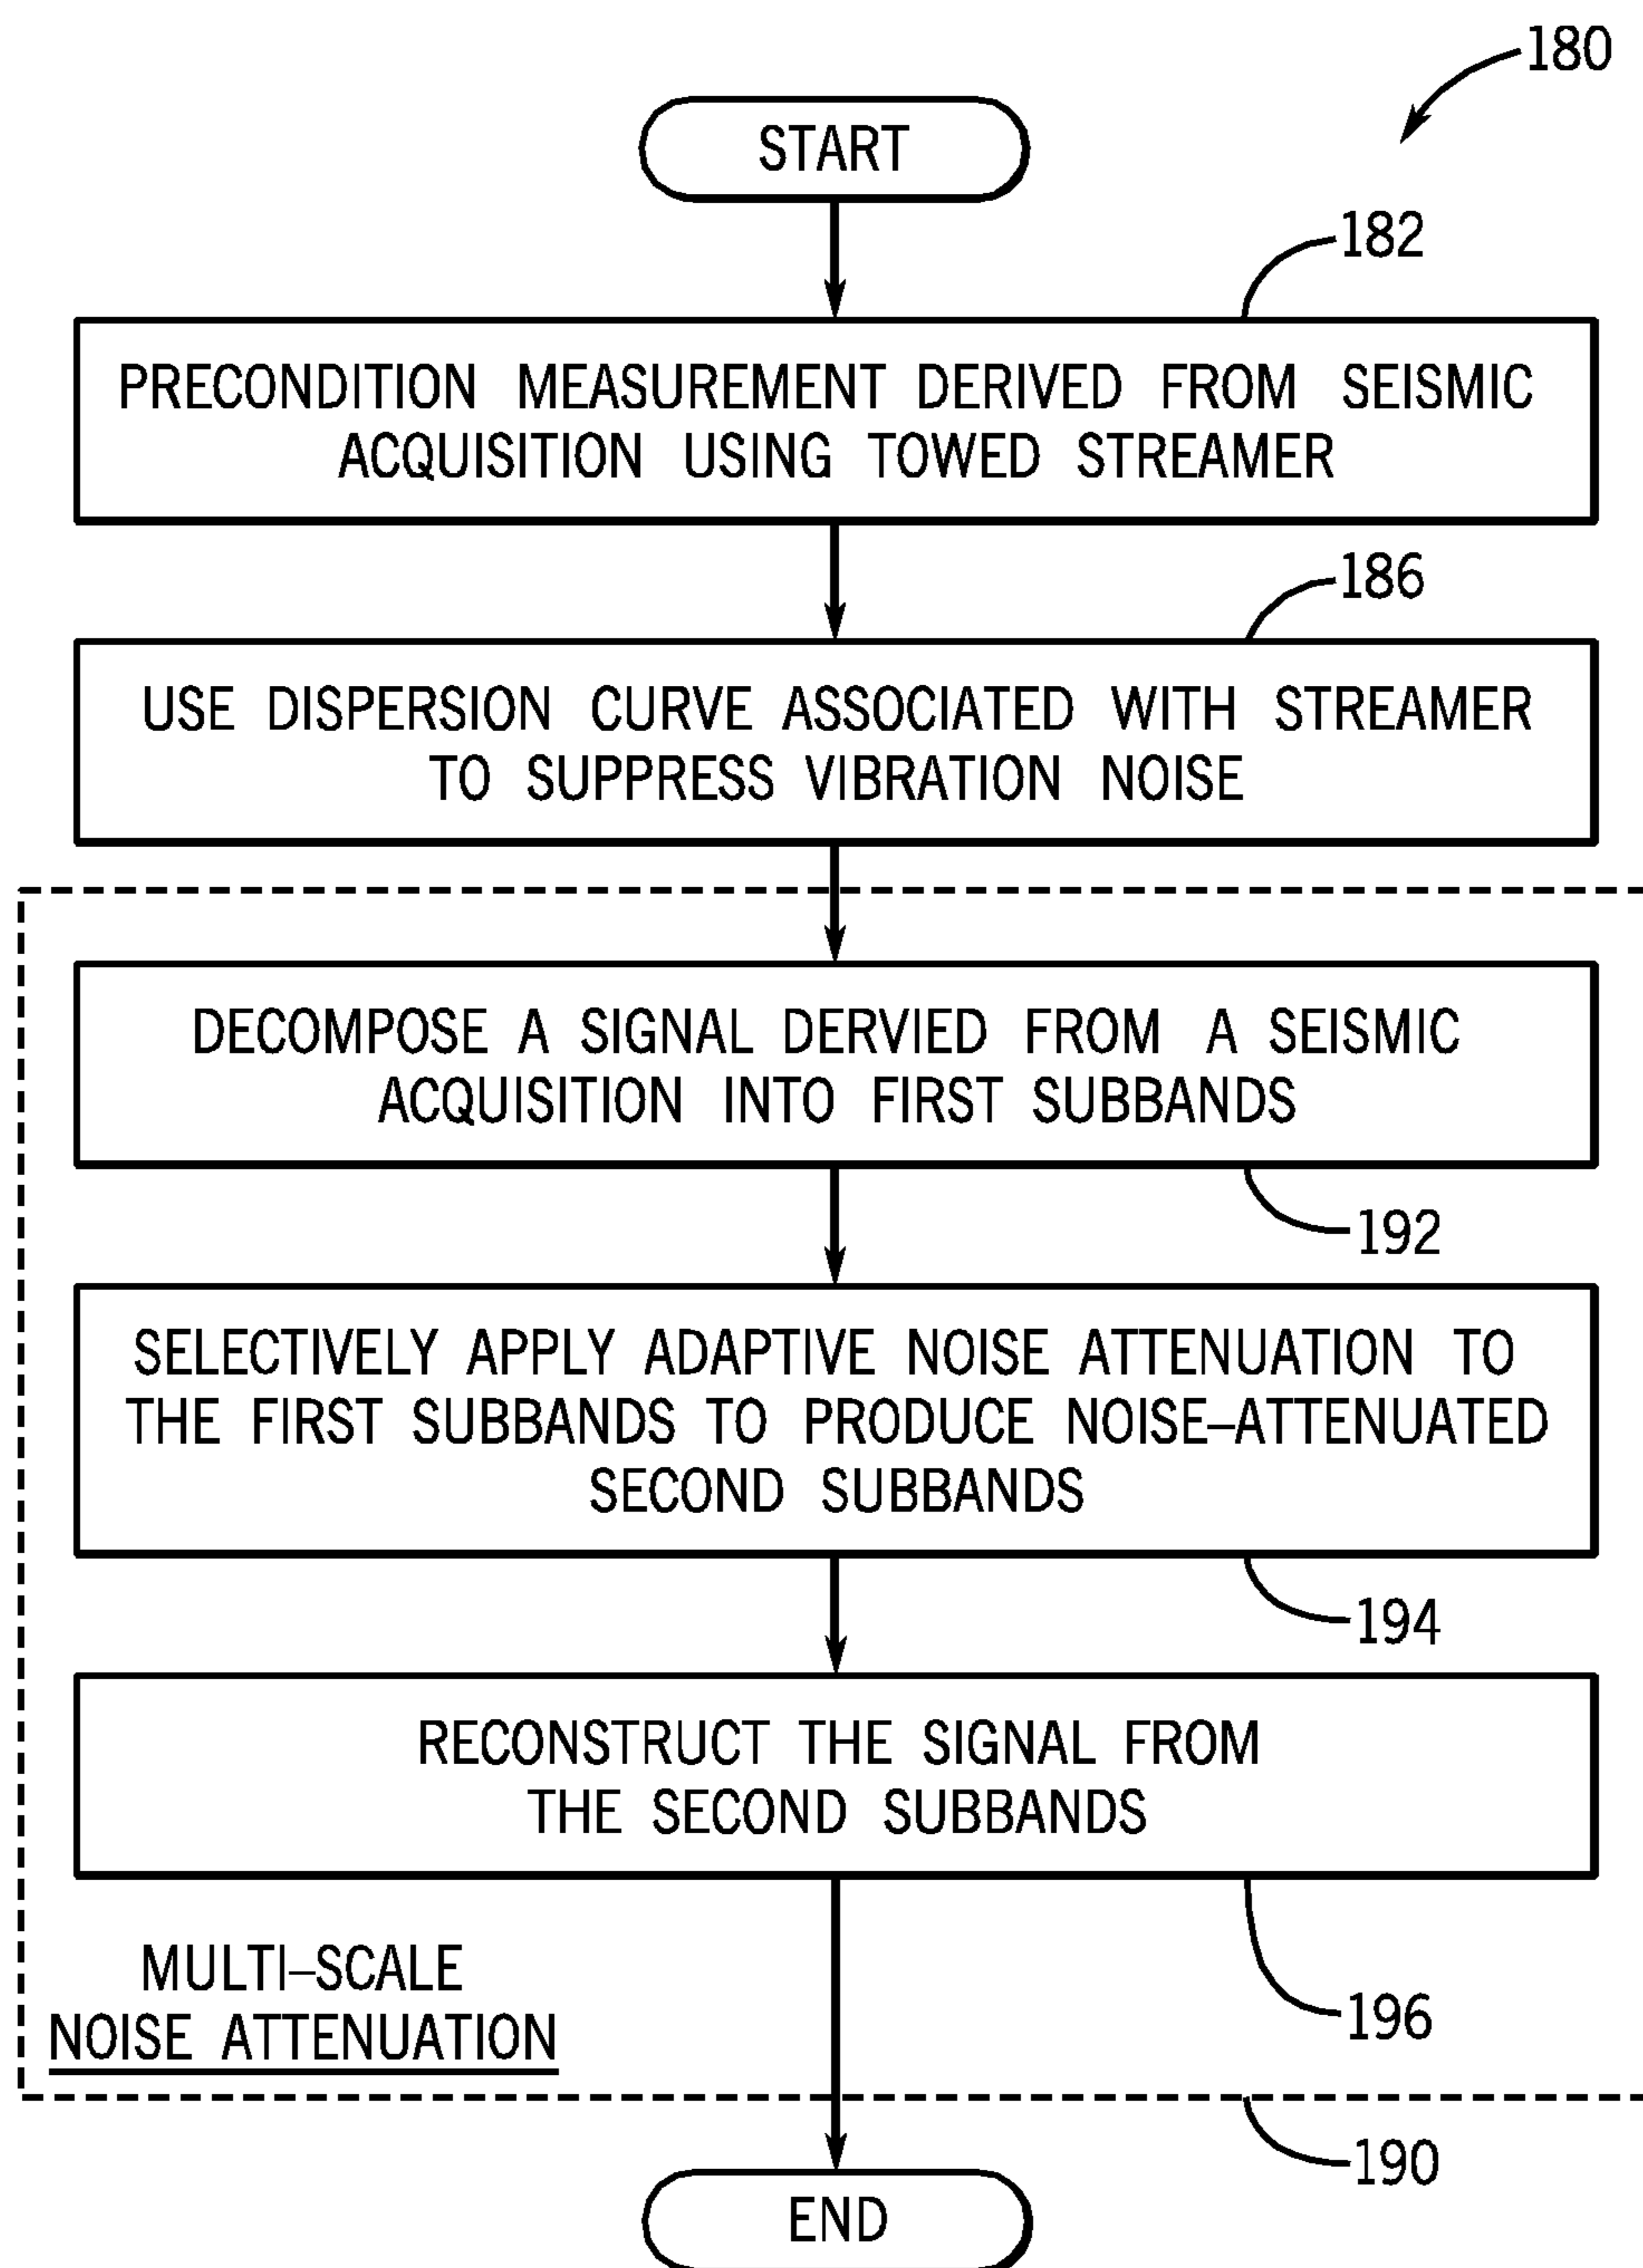 180
START
182
PRECONDITION MEASUREMENT DERIVED FROM SEISMIC
ACQUISITION USING TOWED STREAMER
186
USE DISPERSION CURVE ASSOCIATED WITH STREAMER
TO SUPPRESS VIBRATION NOISE
DECOMPOSE A SIGNAL DERVIED FROM A SEISMIC
ACQUISITION INTO FIRST SUBBANDS
192
SELECTIVELY APPLY ADAPTIVE NOISE ATTENUATION TO
THE FIRST SUBBANDS TO PRODUCE NOISE–ATTENUATED
SECOND SUBBANDS
194
RECONSTRUCT THE SIGNAL FROM
THE SECOND SUBBANDS
196
MULTI–SCALE
NOISE ATTENUATION
190
END